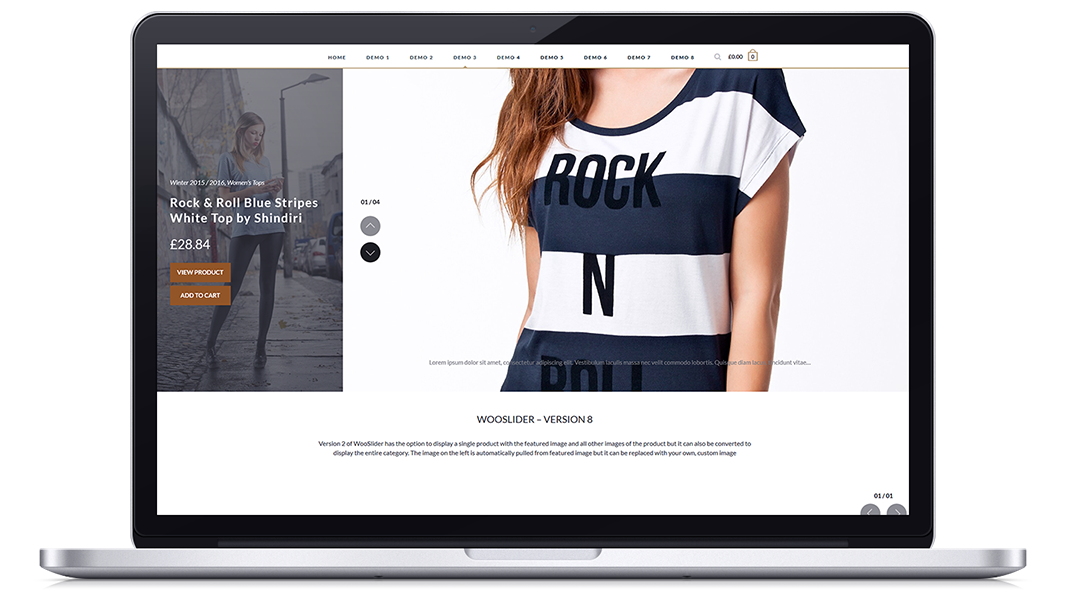 HOME DEMO 1 DEMO 2 DEMO 3 DEMO 4 DEMO 5 DEMO 6 DEMO 7 DEMO 8 £0.00 0
Winter 2015 / 2016, Women's Tops
Rock & Roll Blue Stripes
White Top by Shindiri
£28.84
VIEW PRODUCT
ADD TO CART
01 / 04
ROCK
N
ROLL
Lorem ipsum dolor sit amet, consectetur adipiscing elit. Vestibulum iaculis massa nec velit commodo lobortis. Quisque diam lacus, tincidunt vitae...
WOOSLIDER – VERSION 8
Version 2 of WooSlider has the option to display a single product with the featured image and all other images of the product but it can also be converted to
display the entire category. The image on the left is automatically pulled from featured image but it can be replaced with your own, custom image
01 / 01